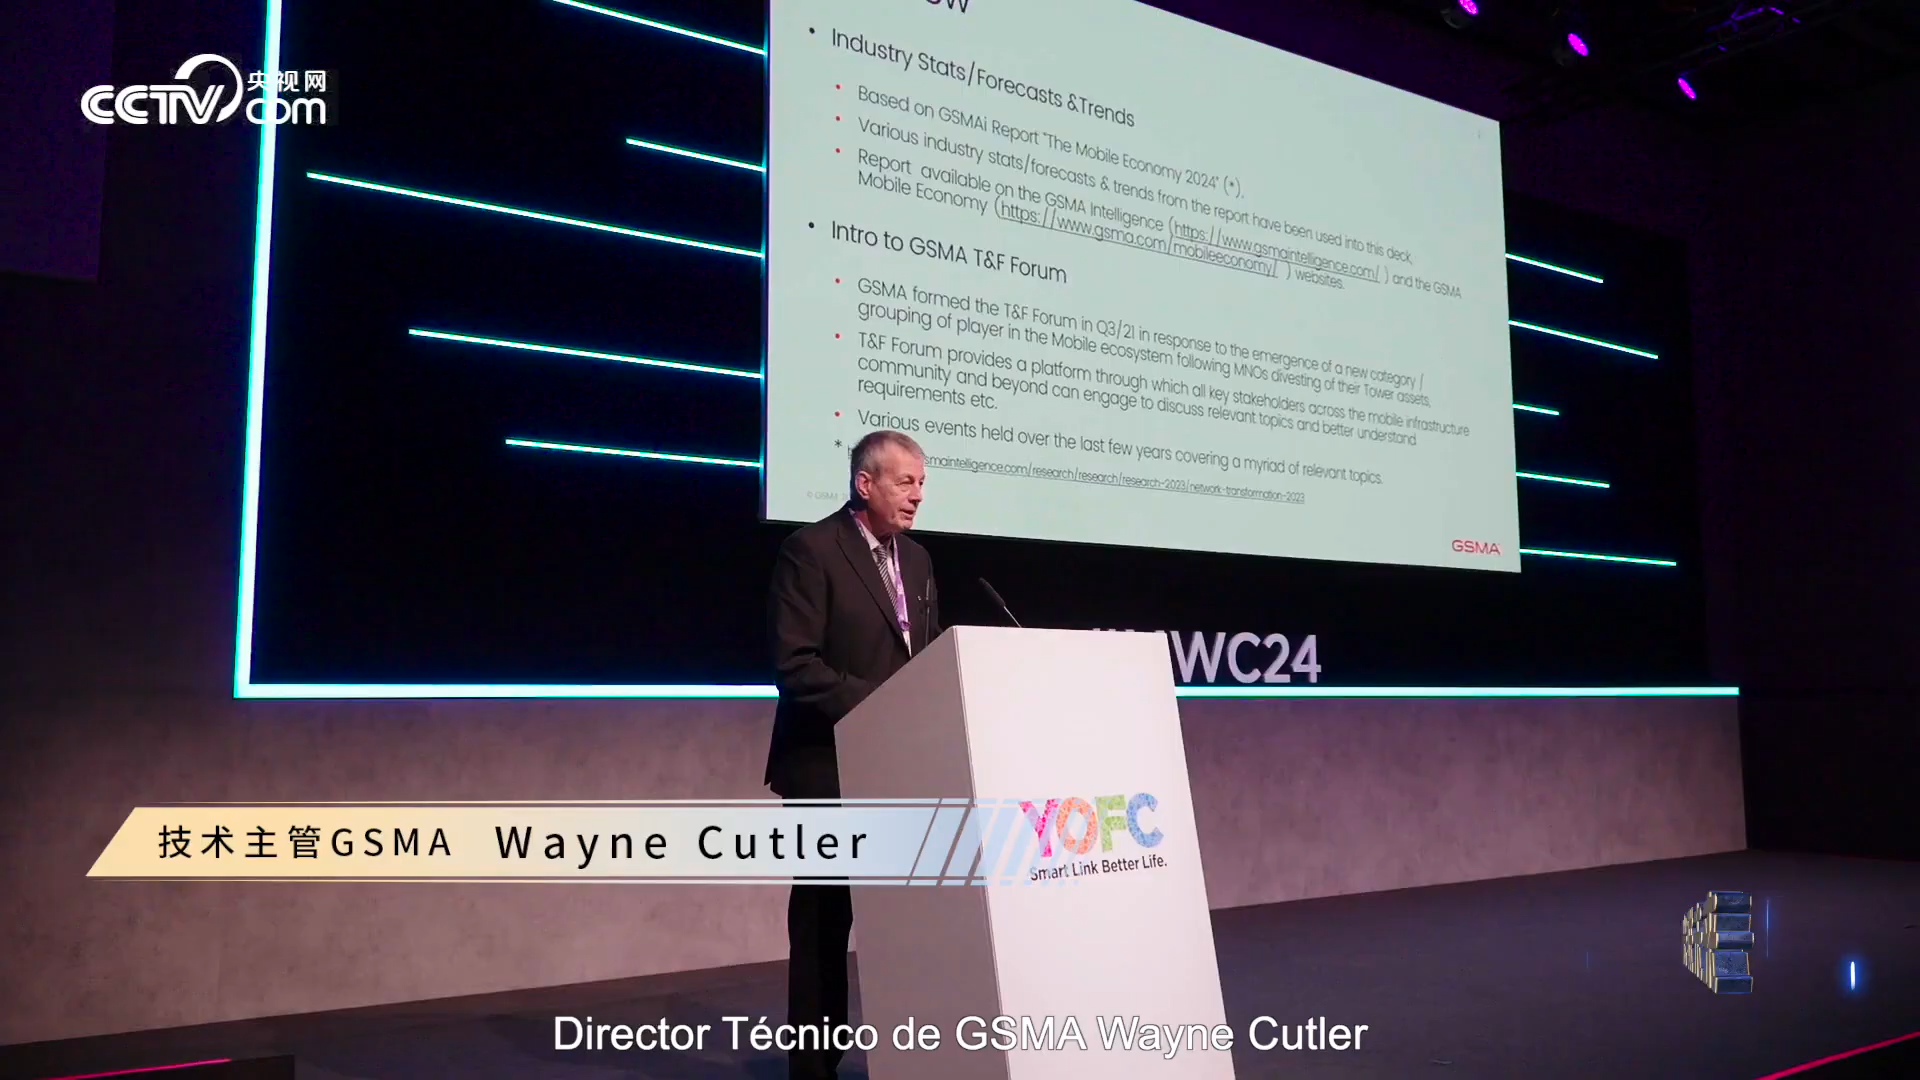 央视网
CCTV.com
Industry Stats/Forecasts &Trends
Based on GSMAi Report "The Mobile Economy 2024" (*).
Various industry stats/forecasts & trends from the report have been used into this deck.
Report available on the GSMA Intelligence (https://www.gsmaintelligence.com/ ) and the GSMA
Mobile Economy (https://www.gsma.com/mobileeconomy/ ) websites.
Intro to GSMA T&F Forum
GSMA formed the T&F Forum in Q3/21 in response to the emergence of a new category /
grouping of player in the Mobile ecosystem following MNOs divesting of their Tower assets.
T&F Forum provides a platform through which all key stakeholders across the mobile infrastructure
community and beyond can engage to discuss relevant topics and better understand
requirements etc.
Various events held over the last few years covering a myriad of relevant topics.
* smaintelligence.com/research/research/research-2023/network-transformation-2023
© GSMA
GSMA
MWC24
YOFC
Smart Link Better Life.
技术主管GSMA Wayne Cutler
Director Técnico de GSMA Wayne Cutler